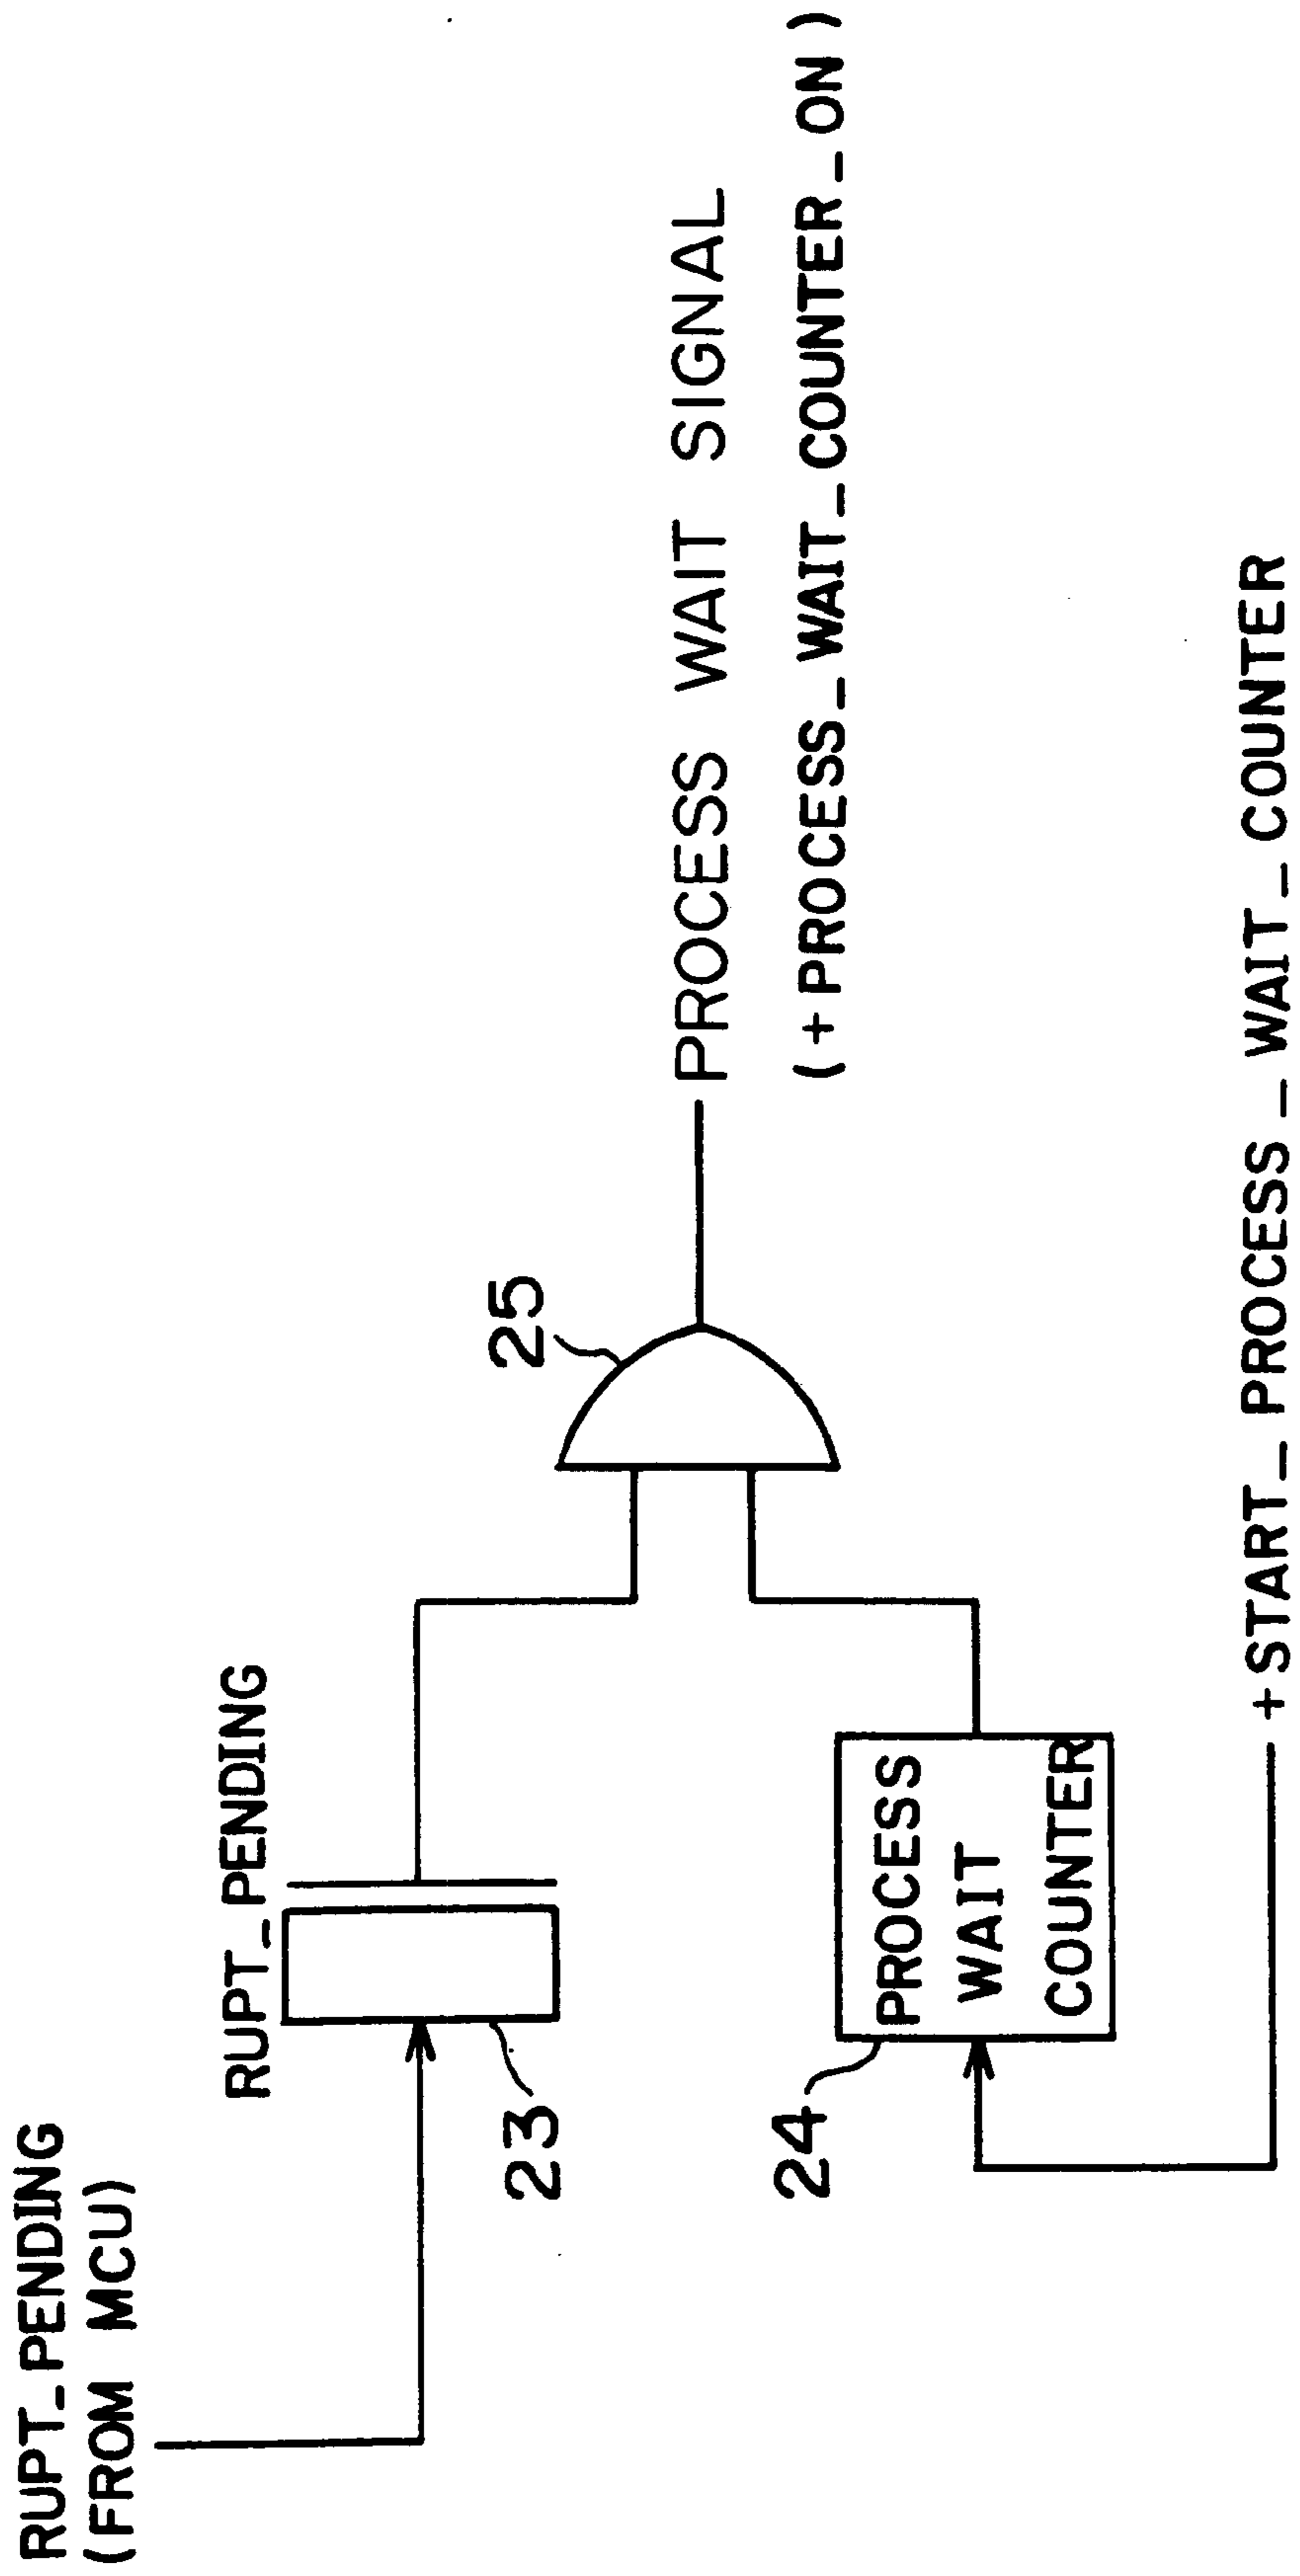 RUPT_PENDING
(FROM MCU)
RUPT_PENDING
23
25
PROCESS WAIT SIGNAL
(+PROCESS_WAIT_COUNTER_ON)
24
PROCESS
WAIT
COUNTER
+START_PROCESS_WAIT_COUNTER